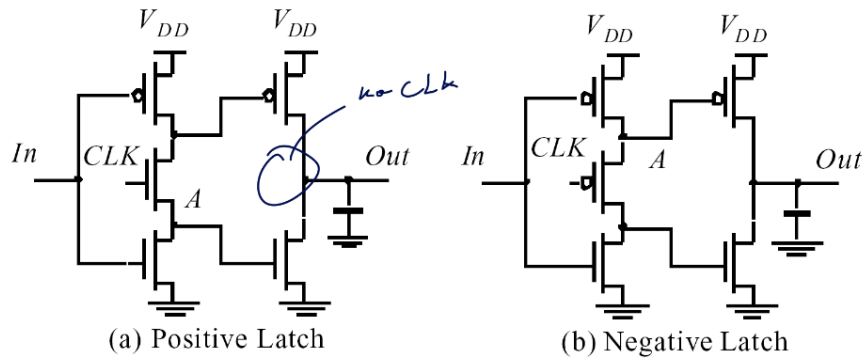 V_DD V_DD V_DD V_DD
no CLK
In CLK Out In CLK A Out
A
(a) Positive Latch (b) Negative Latch